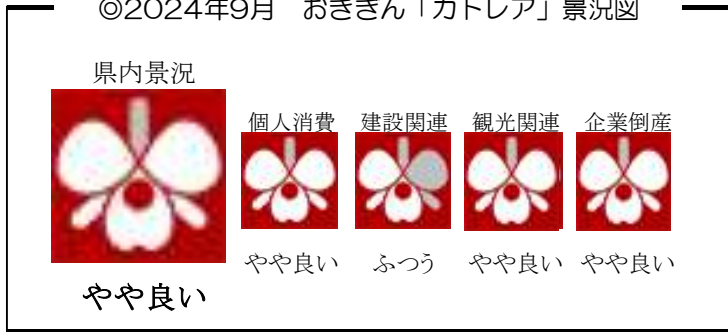 ◎2024年9月　おきぎん「カトレア」景況図
県内景況
個人消費　建設関連　観光関連　企業倒産
やや良い　ふつう　やや良い　やや良い
やや良い